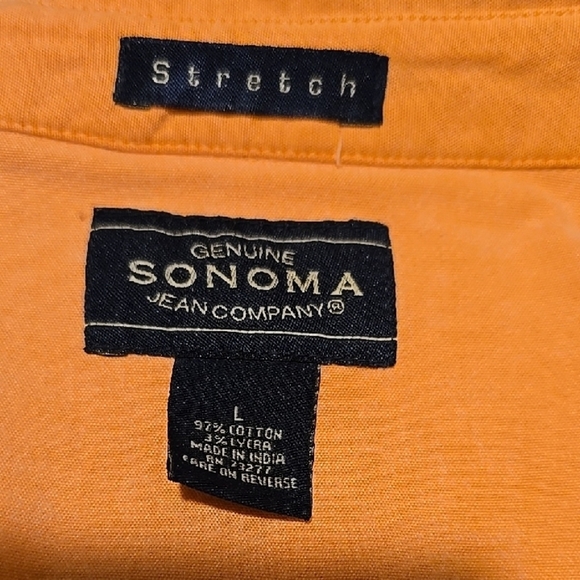 Stretch
GENUINE
SONOMA
JEAN COMPANY®
L
97% COTTON
3% LYCRA
MADE IN INDIA
RN 73277
CARE ON REVERSE